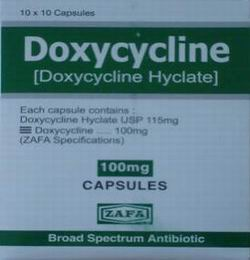 10 x 10 Capsules
Doxycycline
[Doxycycline Hyclate]
Each capsule contains :
Doxycycline Hyclate USP 115mg
≡ Doxycycline ..... 100mg
(ZAFA Specifications)
100mg
CAPSULES
ZAFA
Broad Spectrum Antibiotic